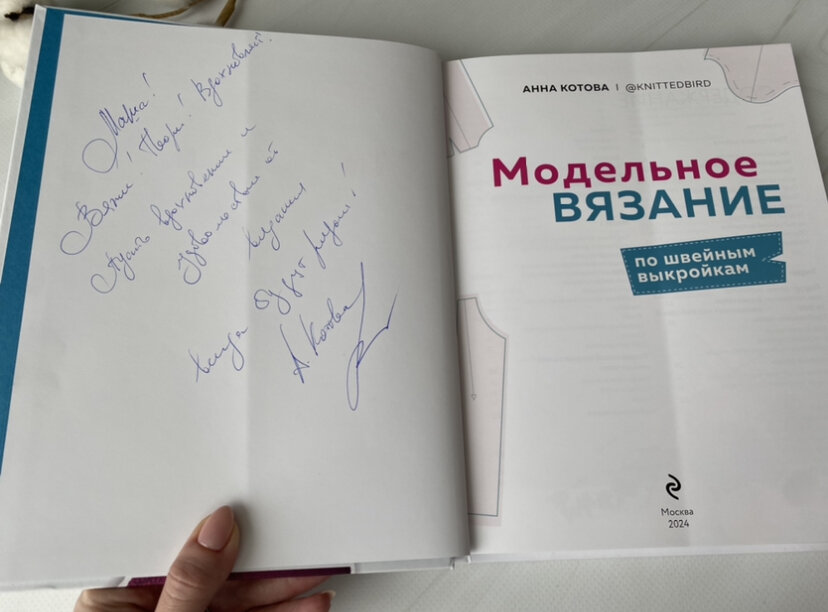 Маша!
Вяжи! Твори! Вдохновляй!
Пусть вдохновение и
удовольствие от
вязания
всегда будут рядом!
А. Котова
АННА КОТОВА | @KNITTEDBIRD
Модельное
ВЯЗАНИЕ
по швейным
выкройкам
Москва
2024